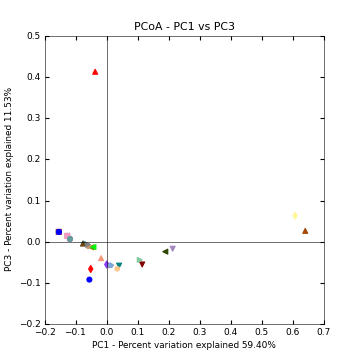 PCoA - PC1 vs PC3
PC3 - Percent variation explained 11.53%
0.5
0.4
0.3
0.2
0.1
0.0
−0.1
−0.2
−0.2 −0.1 0.0 0.1 0.2 0.3 0.4 0.5 0.6 0.7
PC1 - Percent variation explained 59.40%